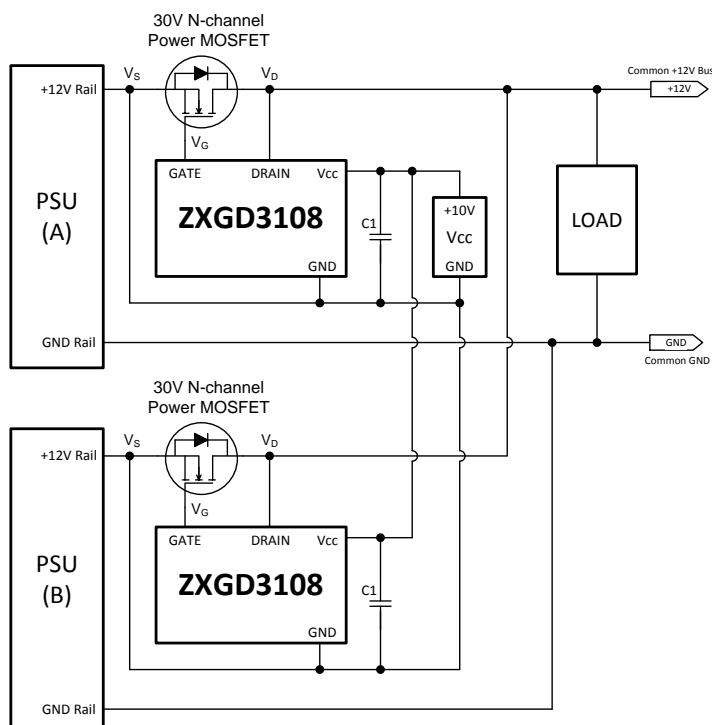 30V N-channel
Power MOSFET
Common +12V Bus
+12V Rail
VS
VD
+12V
VG
GATE
DRAIN
Vcc
PSU
(A)
ZXGD3108
C1
+10V
Vcc
LOAD
GND
GND
GND Rail
GND
Common GND
30V N-channel
Power MOSFET
+12V Rail
VS
VD
VG
GATE
DRAIN
Vcc
PSU
(B)
ZXGD3108
C1
GND
GND Rail